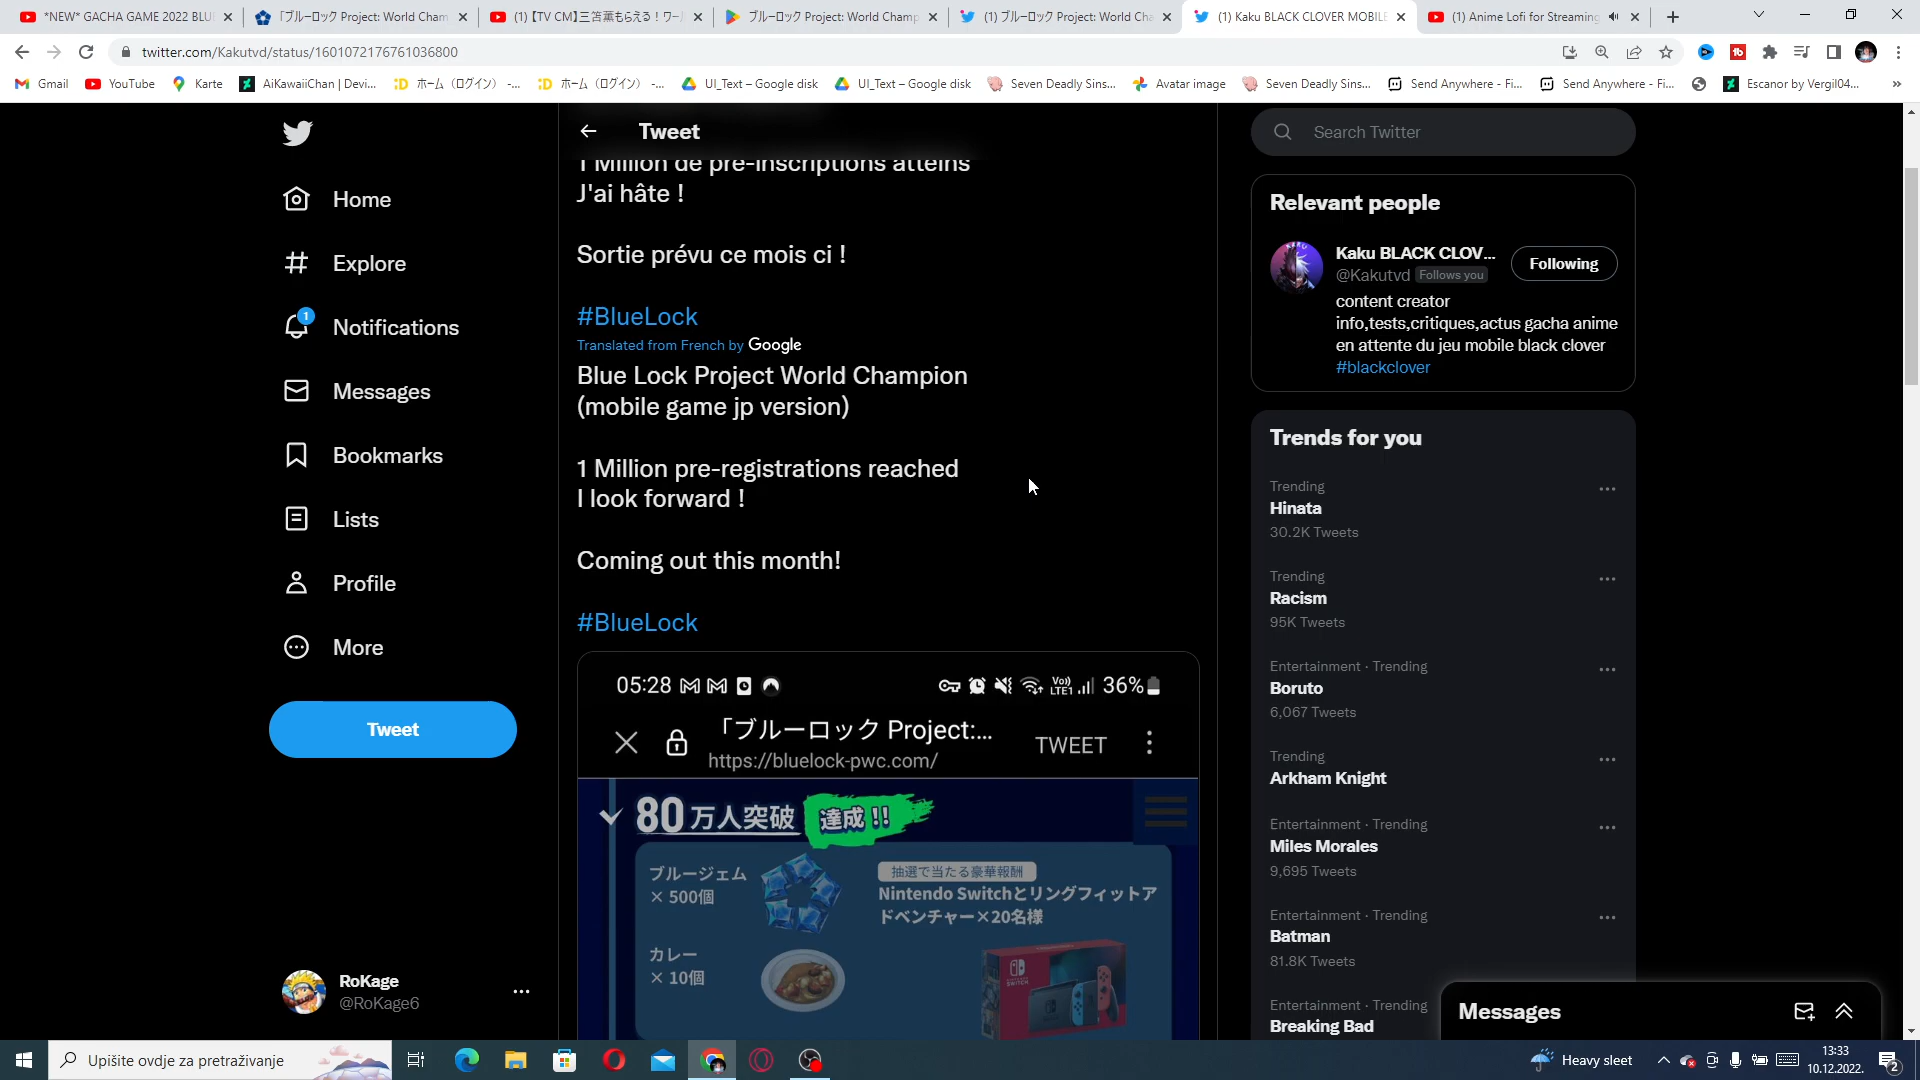 *NEW* GACHA GAME 2022 BLU
「ブルーロック Project: World Cham
(1)【TV CM】三笘薫もらえる！ワー
ブルーロック Project: World Champ
(1) ブルーロック Project: World Cha
(1) Kaku BLACK CLOVER MOBILE
(1) Anime Lofi for Streaming
twitter.com/Kakutvd/status/1601072176761036800
Gmail
YouTube
Karte
AiKawaiiChan | Devi...
ホーム（ログイン） -...
ホーム（ログイン） -...
UI_Text – Google disk
UI_Text – Google disk
Seven Deadly Sins...
Avatar image
Seven Deadly Sins...
Send Anywhere - Fi...
Send Anywhere - Fi...
Escanor by Vergil04...
»
Home
Explore
1
Notifications
Messages
Bookmarks
Lists
Profile
More
Tweet
RoKage
@RoKage6
Tweet
1 Million de pré-inscriptions atteins
J'ai hâte !
Sortie prévu ce mois ci !
#BlueLock
Translated from French by Google
Blue Lock Project World Champion
(mobile game jp version)
1 Million pre-registrations reached
I look forward !
Coming out this month!
#BlueLock
05:28
Vo)) LTE1
36%
「ブルーロック Project:...
https://bluelock-pwc.com/
TWEET
80万人突破
達成!!
ブルージェム
× 500個
抽選で当たる豪華報酬
Nintendo Switchとリングフィットア
ドベンチャー×20名様
カレー
× 10個
NINTENDO
SWITCH
Search Twitter
Relevant people
Kaku BLACK CLOV...
@Kakutvd Follows you
Following
content creator
info,tests,critiques,actus gacha anime
en attente du jeu mobile black clover
#blackclover
Trends for you
Trending
Hinata
30.2K Tweets
Trending
Racism
95K Tweets
Entertainment · Trending
Boruto
6,067 Tweets
Trending
Arkham Knight
Entertainment · Trending
Miles Morales
9,695 Tweets
Entertainment · Trending
Batman
81.8K Tweets
Entertainment · Trending
Breaking Bad
Messages
Upišite ovdje za pretraživanje
Heavy sleet
13:33
10.12.2022.
2